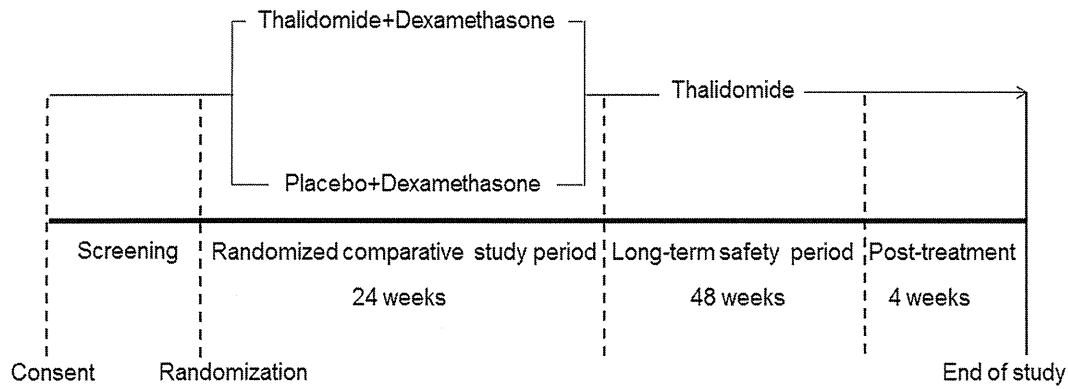 Thalidomide+Dexamethasone
Thalidomide
Placebo+Dexamethasone
Screening
Randomized comparative study period
Long-term safety period
Post-treatment
24 weeks
48 weeks
4 weeks
Consent
Randomization
End of study